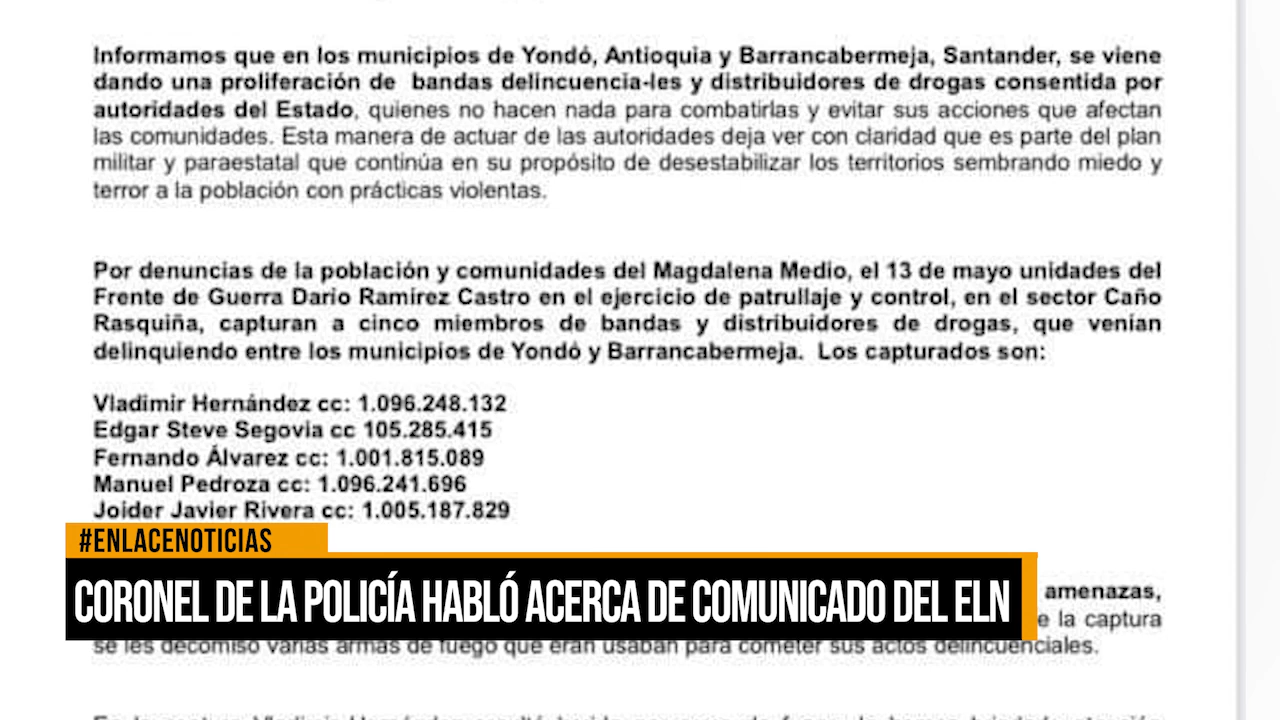 Informamos que en los municipios de Yondó, Antioquia y Barrancabermeja, Santander, se viene
dando una proliferación de bandas delincuencia-les y distribuidores de drogas consentida por
autoridades del Estado, quienes no hacen nada para combatirlas y evitar sus acciones que afectan
las comunidades. Esta manera de actuar de las autoridades deja ver con claridad que es parte del plan
militar y paraestatal que continúa en su propósito de desestabilizar los territorios sembrando miedo y
terror a la población con prácticas violentas.
Por denuncias de la población y comunidades del Magdalena Medio, el 13 de mayo unidades del
Frente de Guerra Darío Ramírez Castro en el ejercicio de patrullaje y control, en el sector Caño
Rasquiña, capturan a cinco miembros de bandas y distribuidores de drogas, que venían
delinquiendo entre los municipios de Yondó y Barrancabermeja. Los capturados son:
Vladimir Hernández cc: 1.096.248.132
Edgar Steve Segovia cc 105.285.415
Fernando Álvarez cc: 1.001.815.089
Manuel Pedroza cc: 1.096.241.696
Joider Javier Rivera cc: 1.005.187.829
#ENLACENOTICIAS
CORONEL DE LA POLICÍA HABLÓ ACERCA DE COMUNICADO DEL ELN
amenazas,
la captura
se les decomisó varias armas de fuego que eran usaban para cometer sus actos delincuenciales.